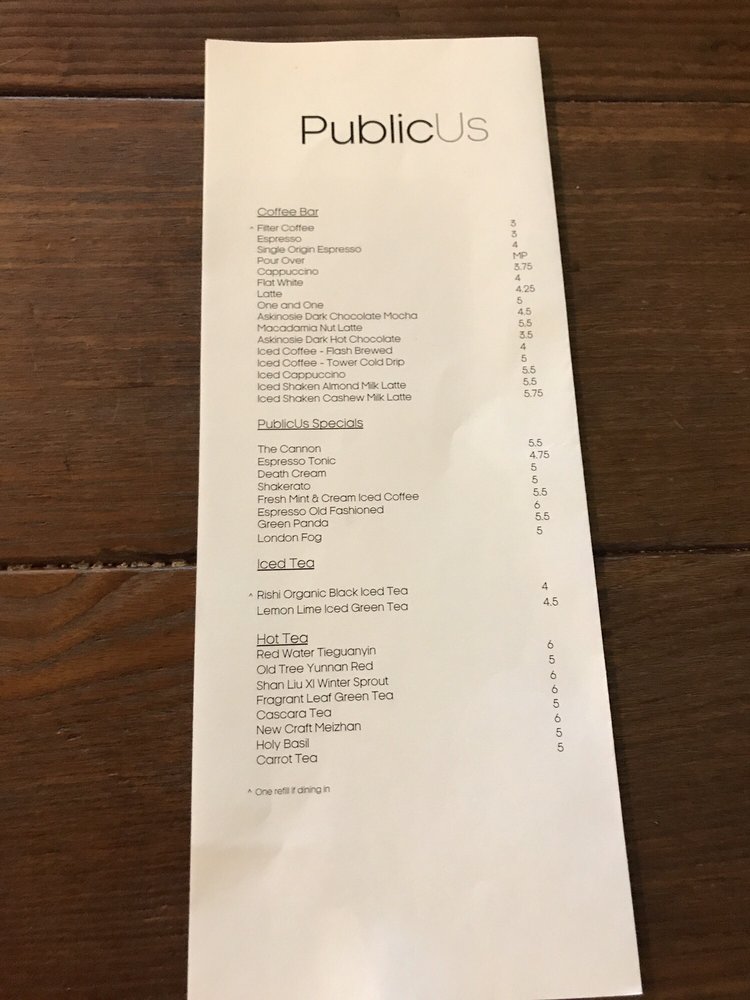 PublicUs
Coffee Bar
^ Filter Coffee 3
Espresso 3
Single Origin Espresso 4
Pour Over MP
Cappuccino 3.75
Flat White 4
Latte 4.25
One and One 5
Askinosie Dark Chocolate Mocha 4.5
Macadamia Nut Latte 5.5
Askinosie Dark Hot Chocolate 3.5
Iced Coffee - Flash Brewed 4
Iced Coffee - Tower Cold Drip 5
Iced Cappuccino 5.5
Iced Shaken Almond Milk Latte 5.5
Iced Shaken Cashew Milk Latte 5.75
PublicUs Specials
The Cannon 5.5
Espresso Tonic 4.75
Death Cream 5
Shakerato 5
Fresh Mint & Cream Iced Coffee 5.5
Espresso Old Fashioned 6
Green Panda 5.5
London Fog 5
Iced Tea
^ Rishi Organic Black Iced Tea 4
Lemon Lime Iced Green Tea 4.5
Hot Tea
Red Water Tieguanyin 6
Old Tree Yunnan Red 5
Shan Liu XI Winter Sprout 6
Fragrant Leaf Green Tea 6
Cascara Tea 5
New Craft Meizhan 6
Holy Basil 5
Carrot Tea 5
^ One refill if dining in